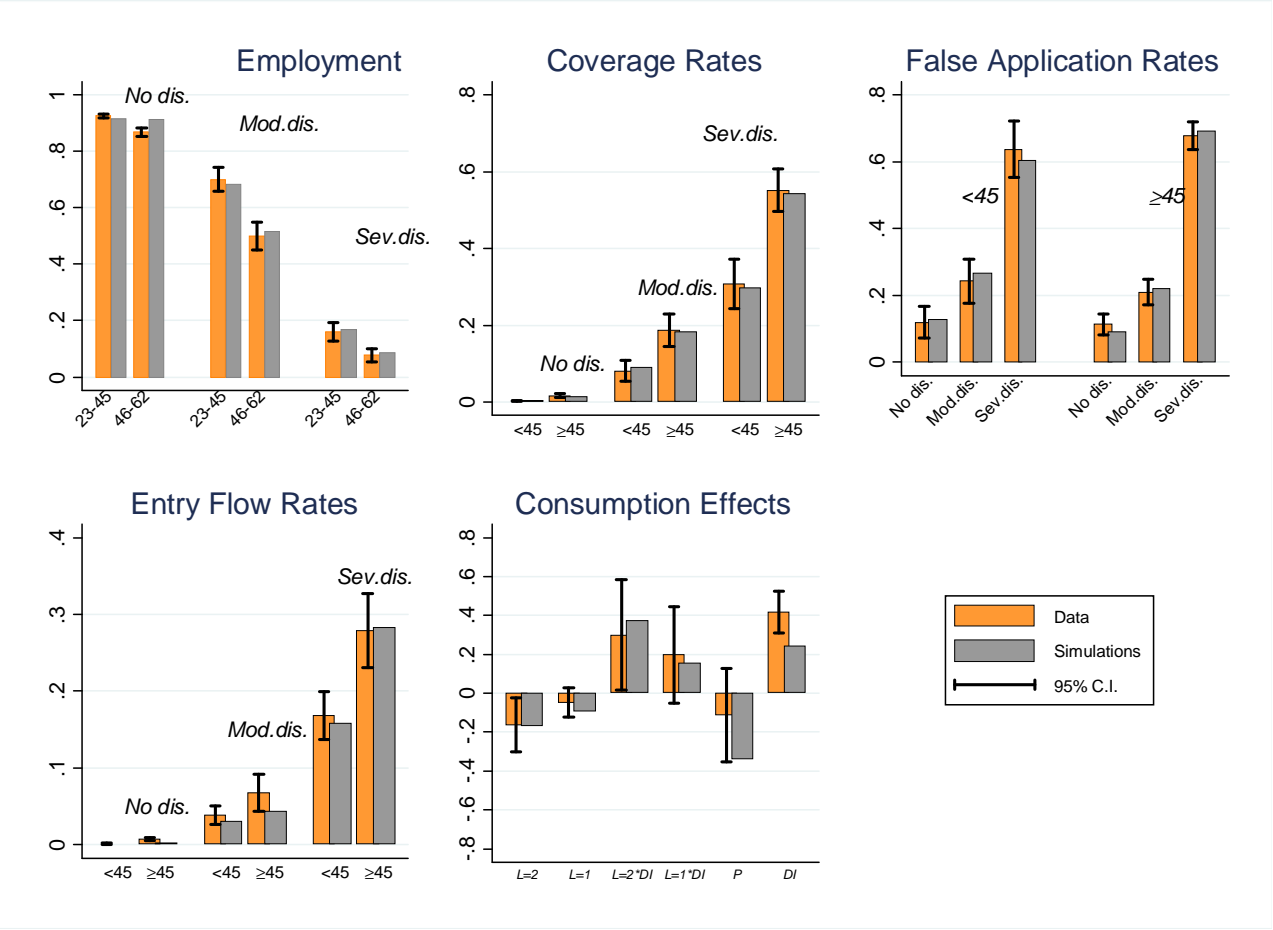 Employment
1
.8
.6
.4
.2
0
No dis.
Mod.dis.
Sev.dis.
23-45
46-62
23-45
46-62
23-45
46-62
Coverage Rates
.8
.6
.4
.2
0
No dis.
Mod.dis.
Sev.dis.
<45 ≥45 <45 ≥45 <45 ≥45
False Application Rates
.8
.6
.4
.2
0
<45
≥45
No dis.
Mod.dis.
Sev.dis.
No dis.
Mod.dis.
Sev.dis.
Entry Flow Rates
.4
.3
.2
.1
0
No dis.
Mod.dis.
Sev.dis.
<45 ≥45 <45 ≥45 <45 ≥45
Consumption Effects
.8
.6
.4
.2
0
-.2
-.4
-.6
-.8
L=2 L=1 L=2*DI L=1*DI P DI
Data
Simulations
95% C.I.